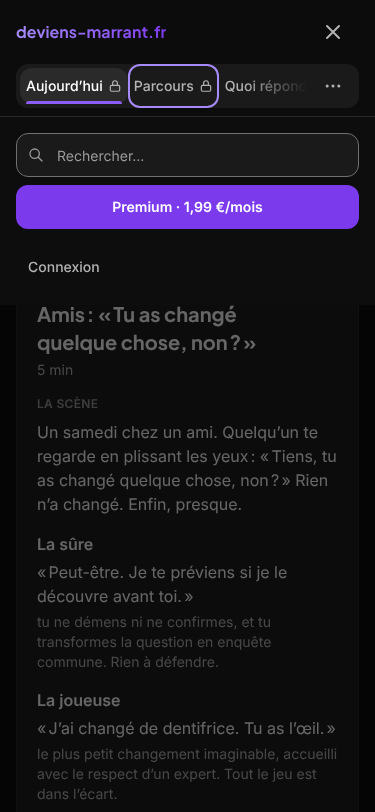 deviens-marrant.fr
Aujourd’hui
Parcours
Quoi répond
Rechercher...
Premium · 1,99 €/mois
Connexion
Amis : « Tu as changé
quelque chose, non ? »
5 min
LA SCÈNE
Un samedi chez un ami. Quelqu’un te
regarde en plissant les yeux : « Tiens, tu
as changé quelque chose, non ? » Rien
n’a changé. Enfin, presque.
La sûre
« Peut-être. Je te préviens si je le
découvre avant toi. »
tu ne démens ni ne confirmes, et tu
transformes la question en enquête
commune. Rien à défendre.
La joueuse
« J’ai changé de dentifrice. Tu as l’œil. »
le plus petit changement imaginable, accueilli
avec le respect d’un expert. Tout le jeu est
dans l’écart.